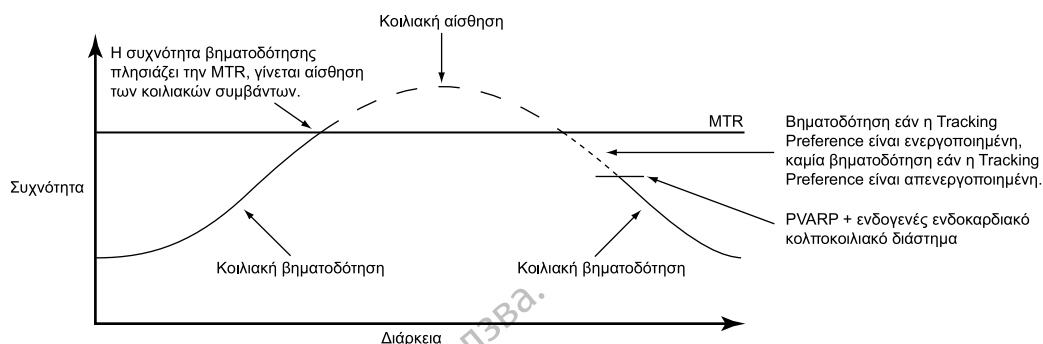 Κοιλιακή αίσθηση
Η συχνότητα βηματοδότησης
πλησιάζει την MTR, γίνεται αίσθηση
των κοιλιακών συμβάντων.
MTR
Βηματοδότηση εάν η Tracking
Preference είναι ενεργοποιημένη,
καμία βηματοδότηση εάν η Tracking
Preference είναι απενεργοποιημένη.
Συχνότητα
PVARP + ενδογενές ενδοκαρδιακό
κολποκοιλιακό διάστημα
Κοιλιακή βηματοδότηση
Κοιλιακή βηματοδότηση
Διάρκεια